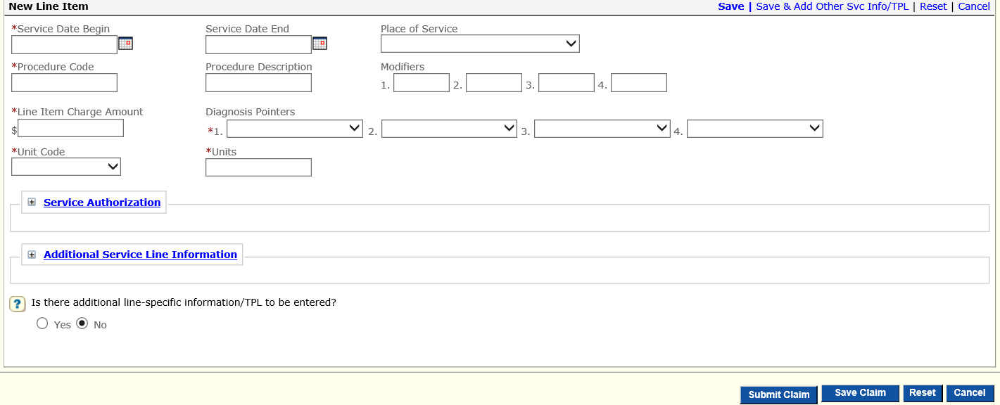 New Line Item Save | Save & Add Other Svc Info/TPL | Reset | Cancel
*Service Date Begin Service Date End Place of Service
*Procedure Code Procedure Description Modifiers
1. 2. 3. 4.
*Line Item Charge Amount Diagnosis Pointers
$ *1. 2. 3. 4.
*Unit Code *Units
Service Authorization
Additional Service Line Information
? Is there additional line-specific information/TPL to be entered?
Yes No
Submit Claim Save Claim Reset Cancel